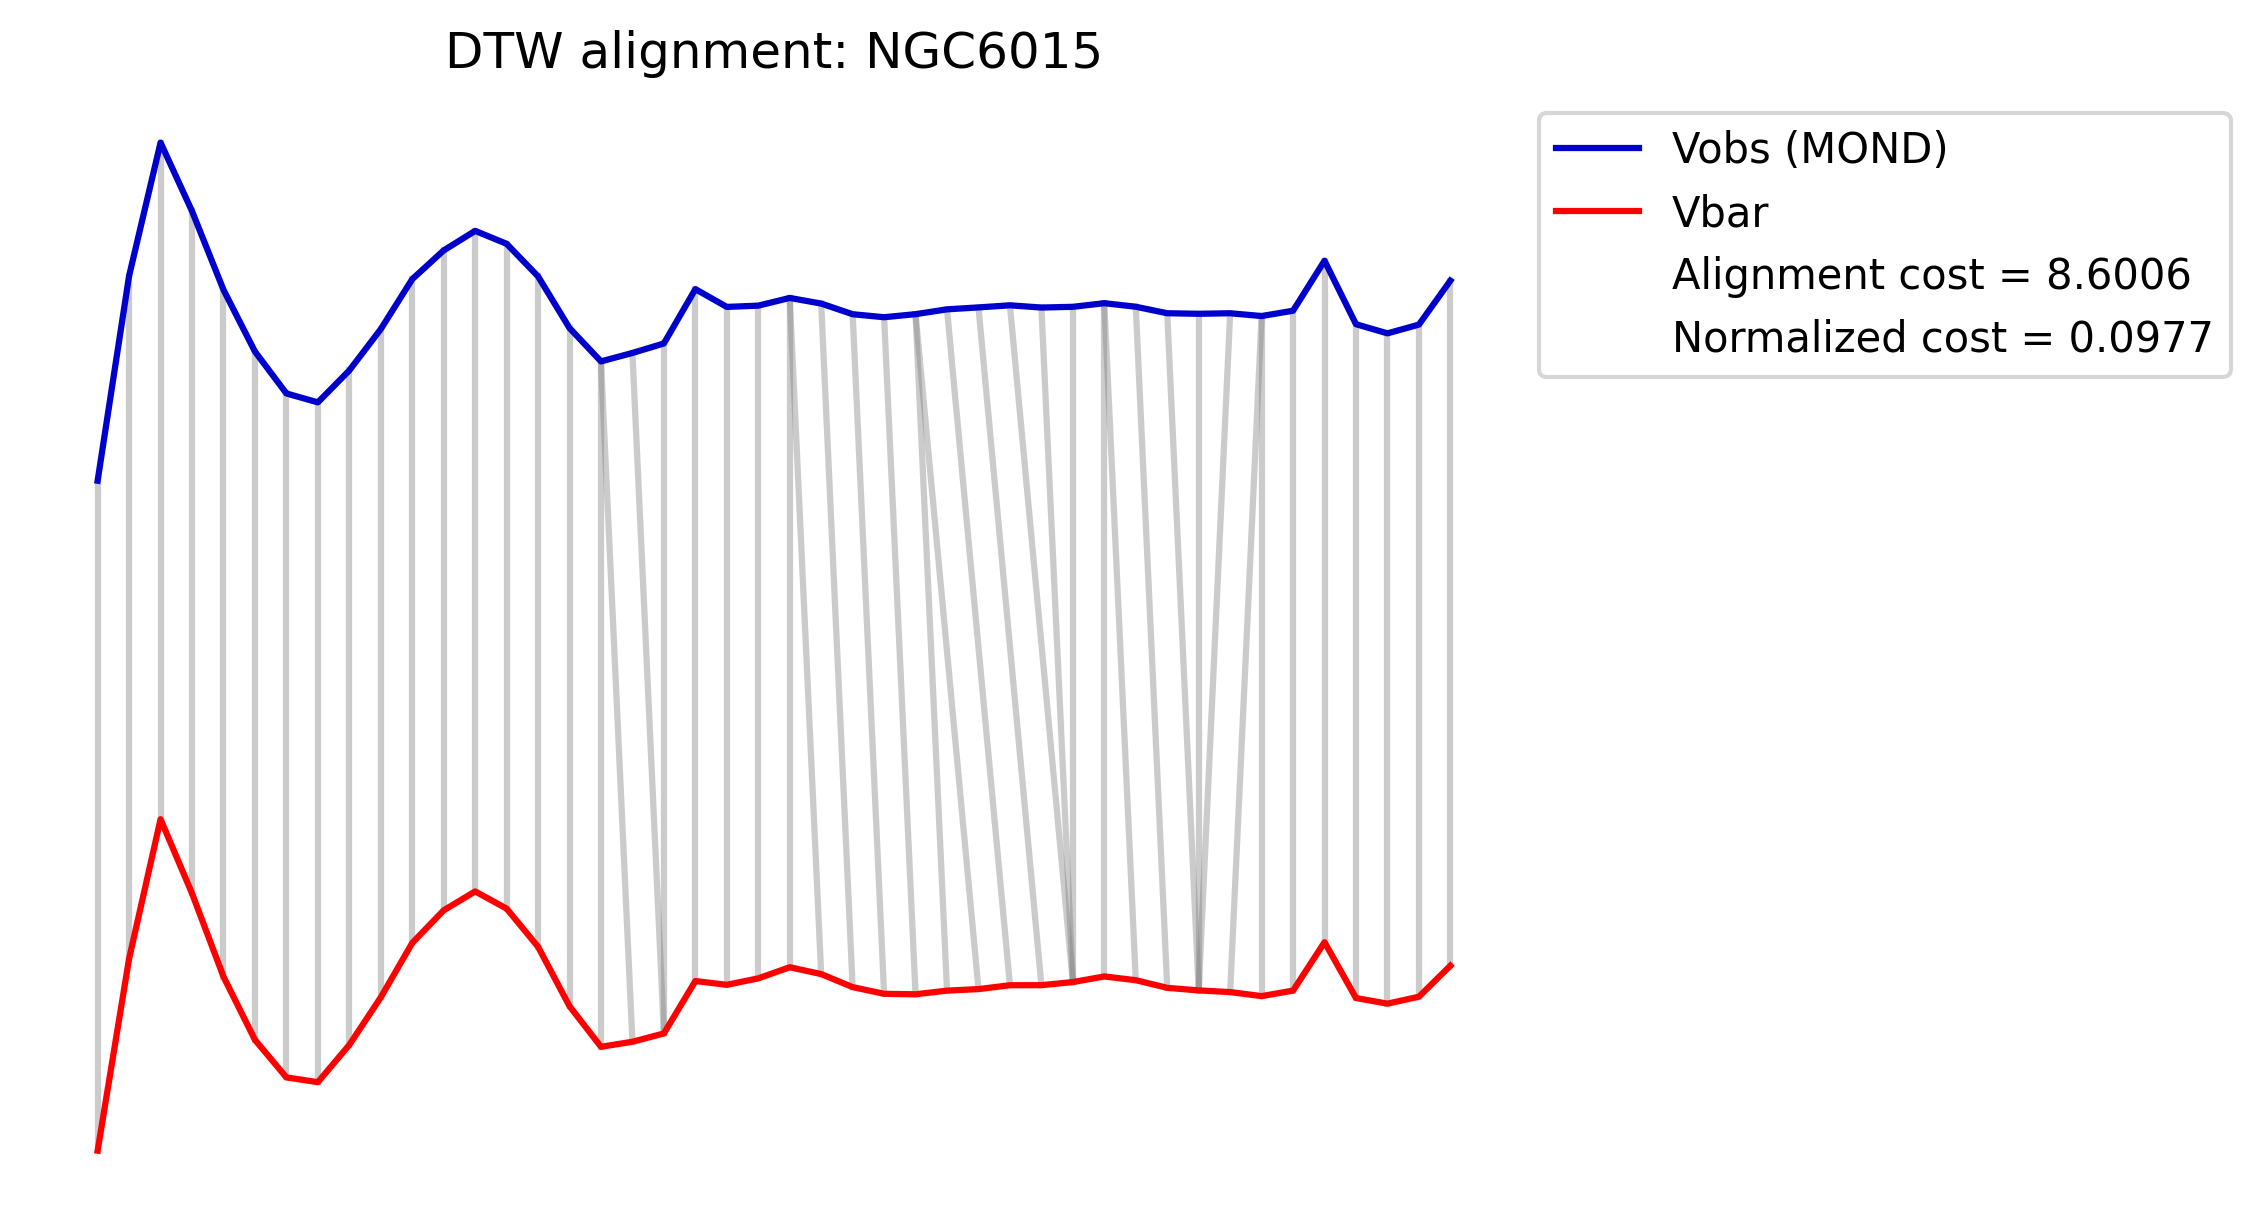 DTW alignment: NGC6015
Vobs (MOND)
Vbar
Alignment cost = 8.6006
Normalized cost = 0.0977